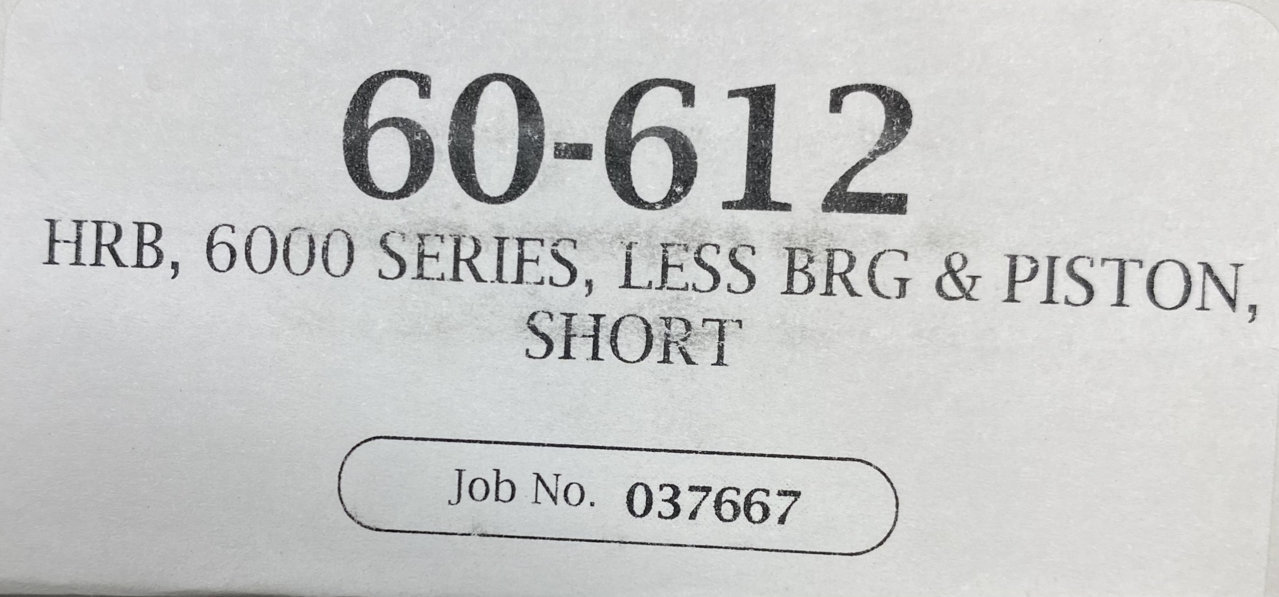 60-612
HRB, 6000 SERIES, LESS BRG & PISTON,
SHORT
Job No. 037667